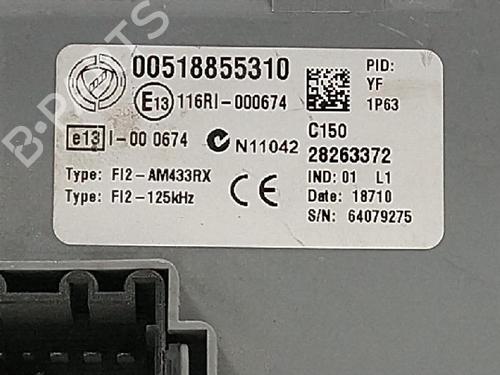 00518855310
E13 116RI-000674
e13 I-00 0674
N11042
Type: FI2-AM433RX
Type: FI2-125kHz
CE
PID:
YF
1P63
C150
28263372
IND: 01 L1
Date: 18710
S/N: 64079275
B-PARTS